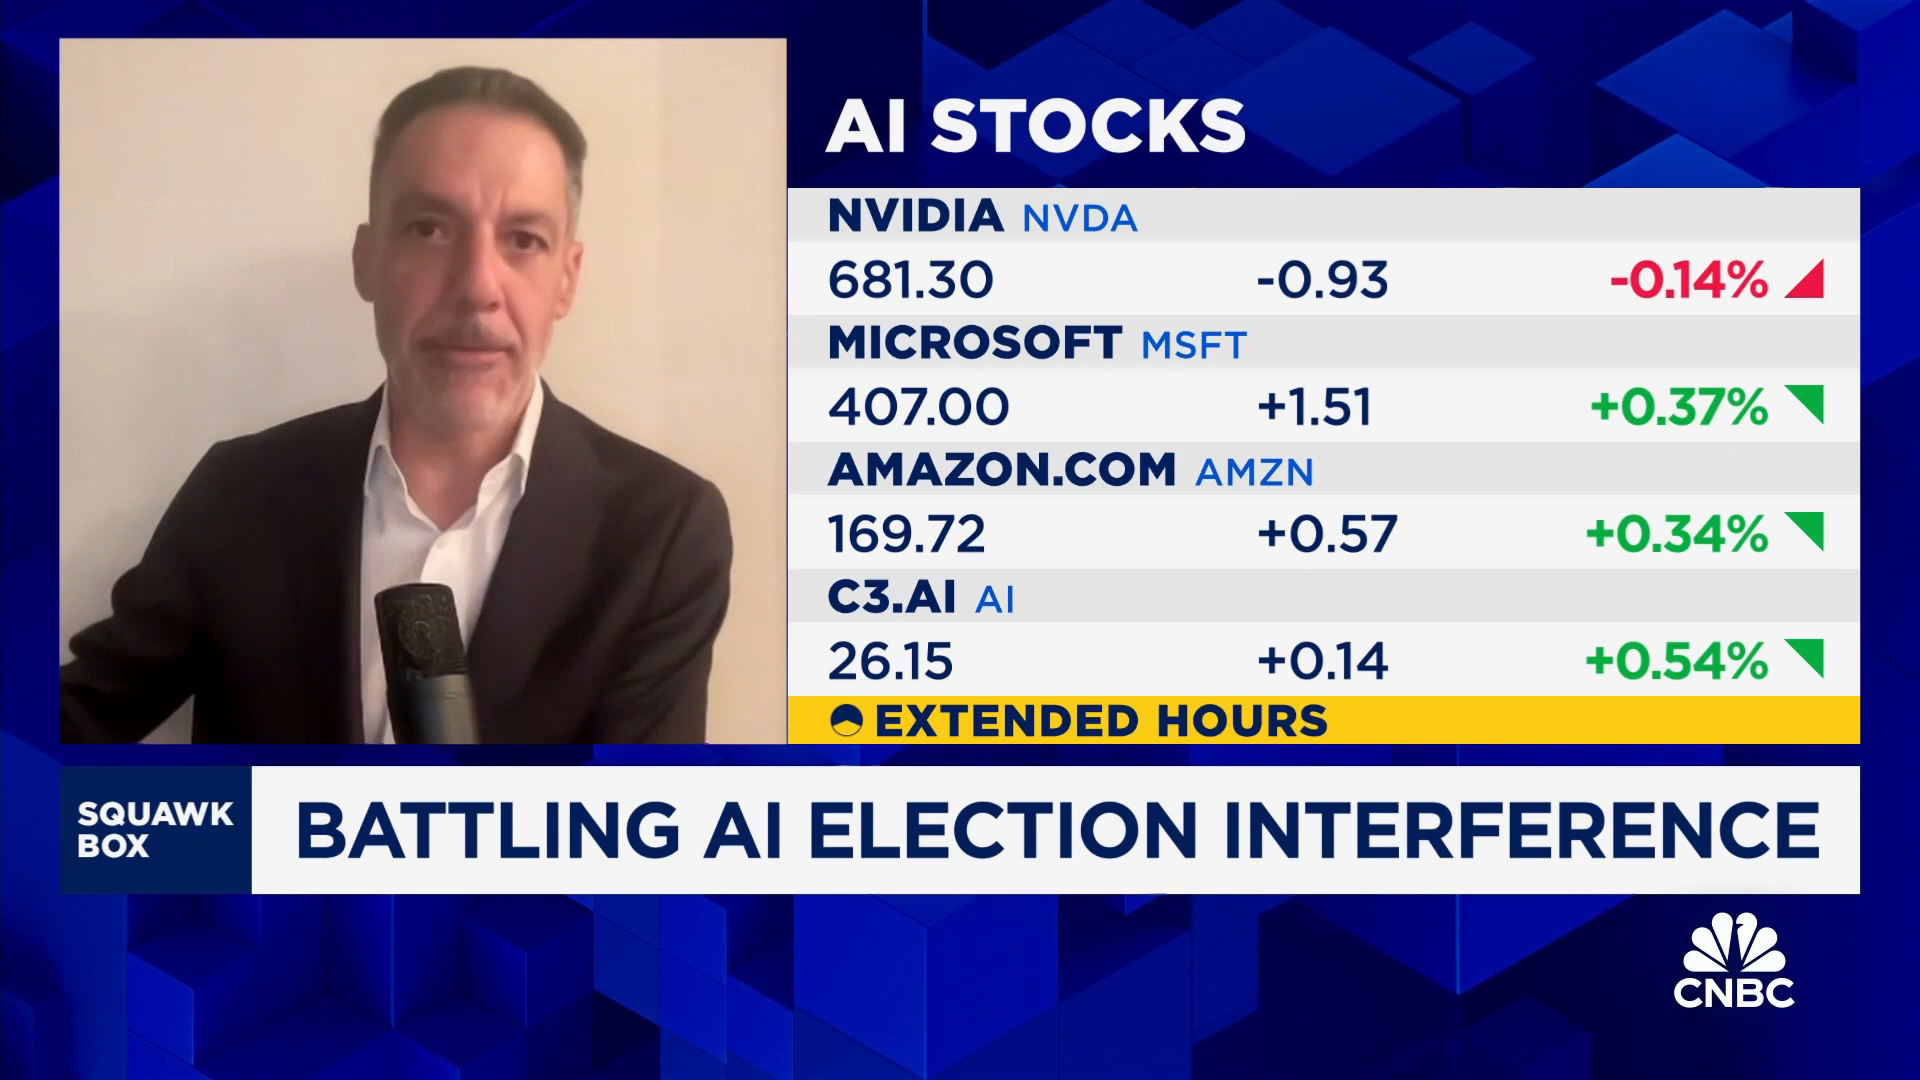 AI STOCKS
NVIDIA NVDA
681.30 -0.93 -0.14%
MICROSOFT MSFT
407.00 +1.51 +0.37%
AMAZON.COM AMZN
169.72 +0.57 +0.34%
C3.AI AI
26.15 +0.14 +0.54%
EXTENDED HOURS
SQUAWK
BOX
BATTLING AI ELECTION INTERFERENCE
CNBC